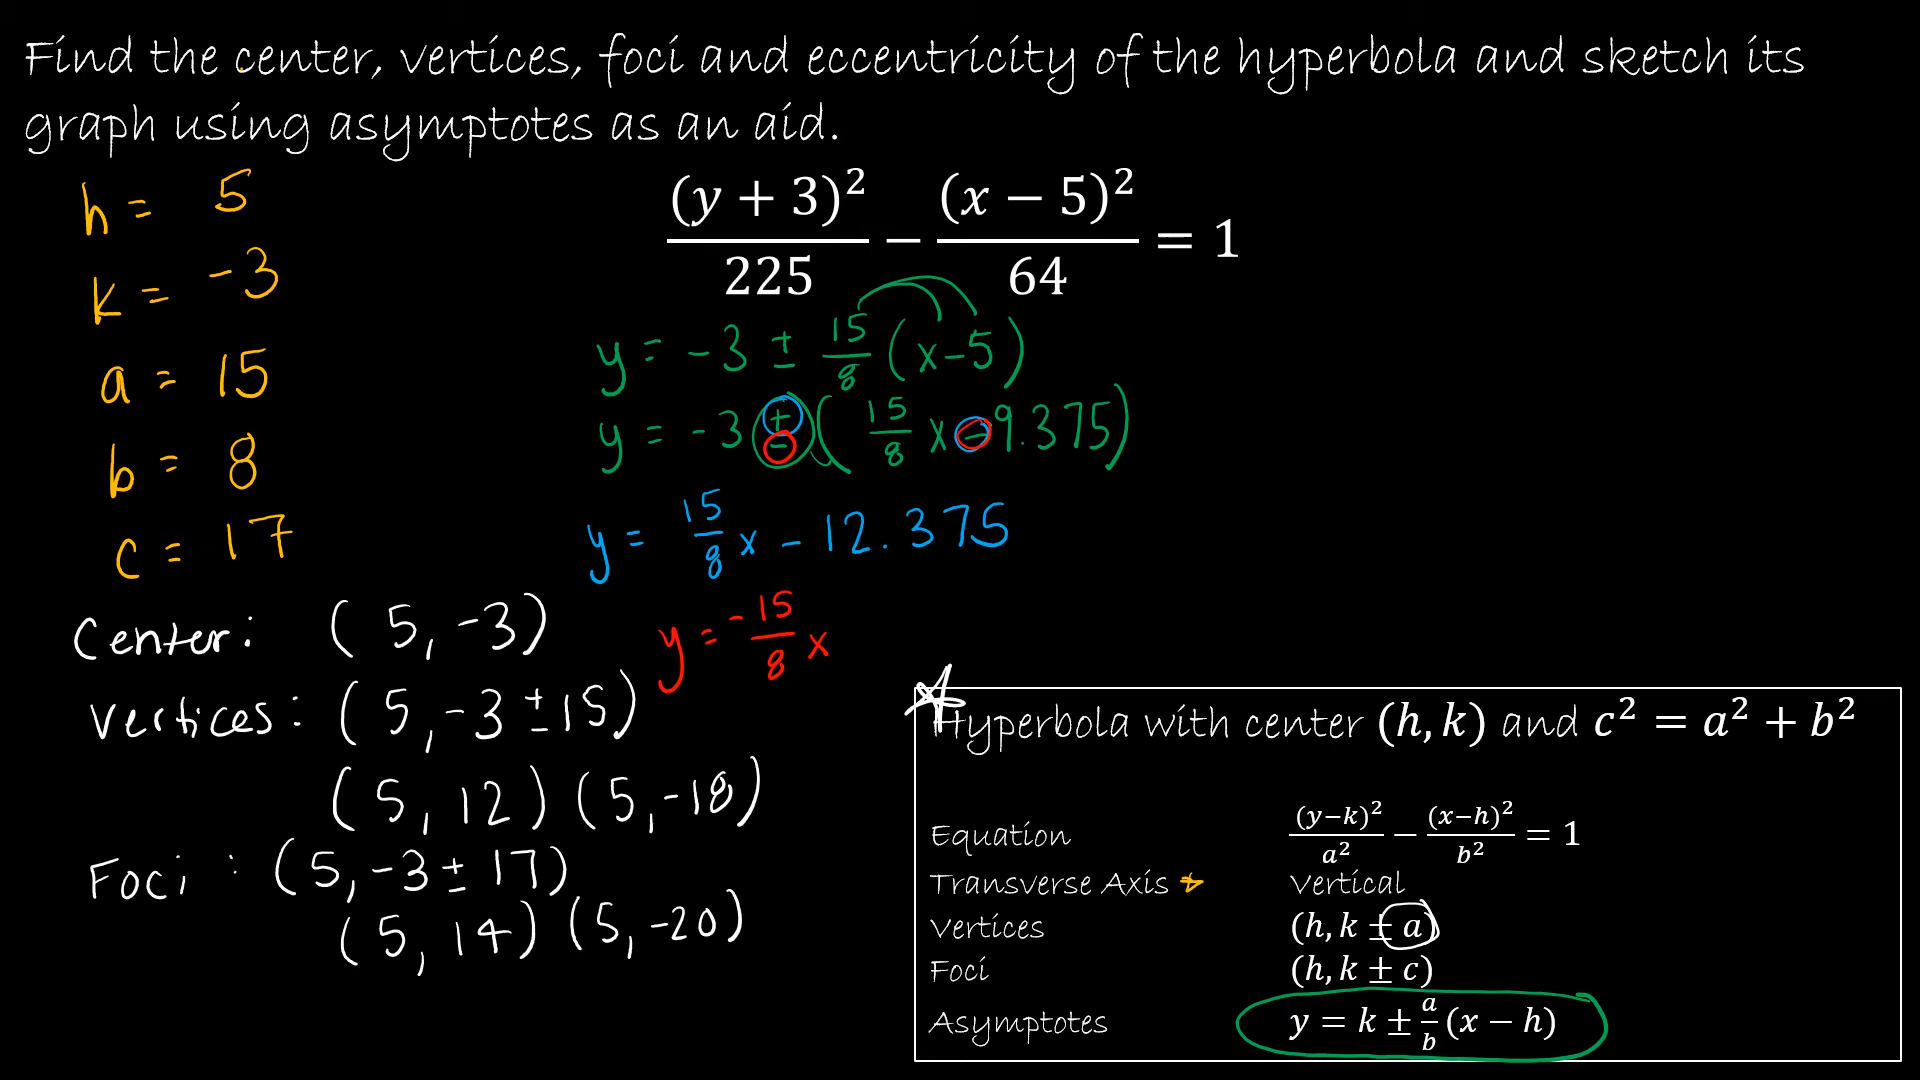 Find the center, vertices, foci and eccentricity of the hyperbola and sketch its
graph using asymptotes as an aid.
(y + 3)²/225 − (x − 5)²/64 = 1
h = 5
k = -3
a = 15
b = 8
c = 17
y = -3 ± 15/8 (x-5)
y = -3 ± (15/8 x - 9.375)
y = 15/8 x - 12.375
y = -15/8 x
Center: (5, -3)
Vertices: (5, -3 ± 15)
(5, 12) (5, -18)
Foci : (5, -3 ± 17)
(5, 14) (5, -20)
Hyperbola with center (h, k) and c² = a² + b²
Equation (y−k)²/a² − (x−h)²/b² = 1
Transverse Axis Vertical
Vertices (h, k ± a)
Foci (h, k ± c)
Asymptotes y = k ± a/b (x − h)